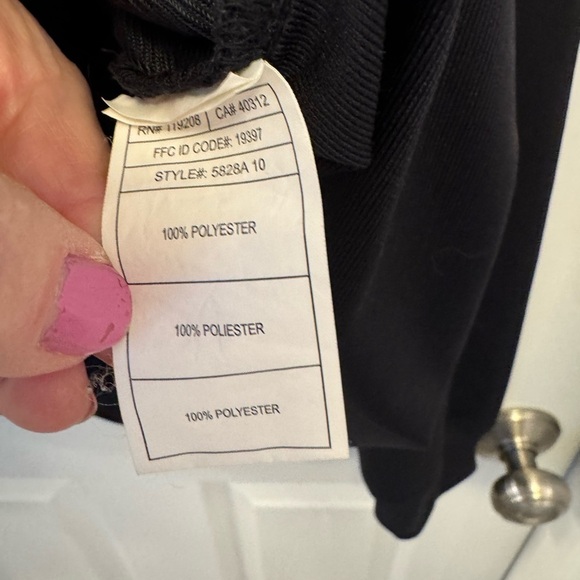 RN# 119208 | CA# 40312
FFC ID CODE#: 19397
STYLE#: 5828A 10
100% POLYESTER
100% POLIESTER
100% POLYESTER